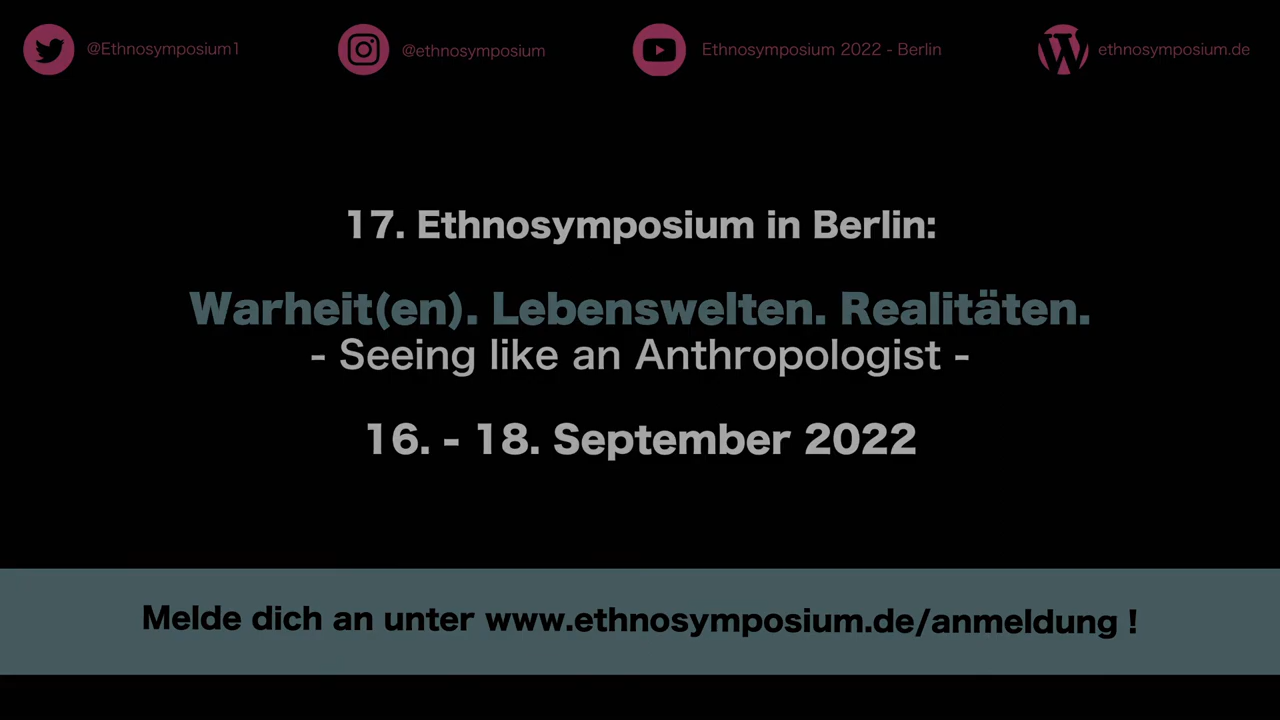 @Ethnosymposium1
@ethnosymposium
Ethnosymposium 2022 - Berlin
ethnosymposium.de
17. Ethnosymposium in Berlin:
Warheit(en). Lebenswelten. Realitäten.
- Seeing like an Anthropologist -
16. - 18. September 2022
Melde dich an unter www.ethnosymposium.de/anmeldung !